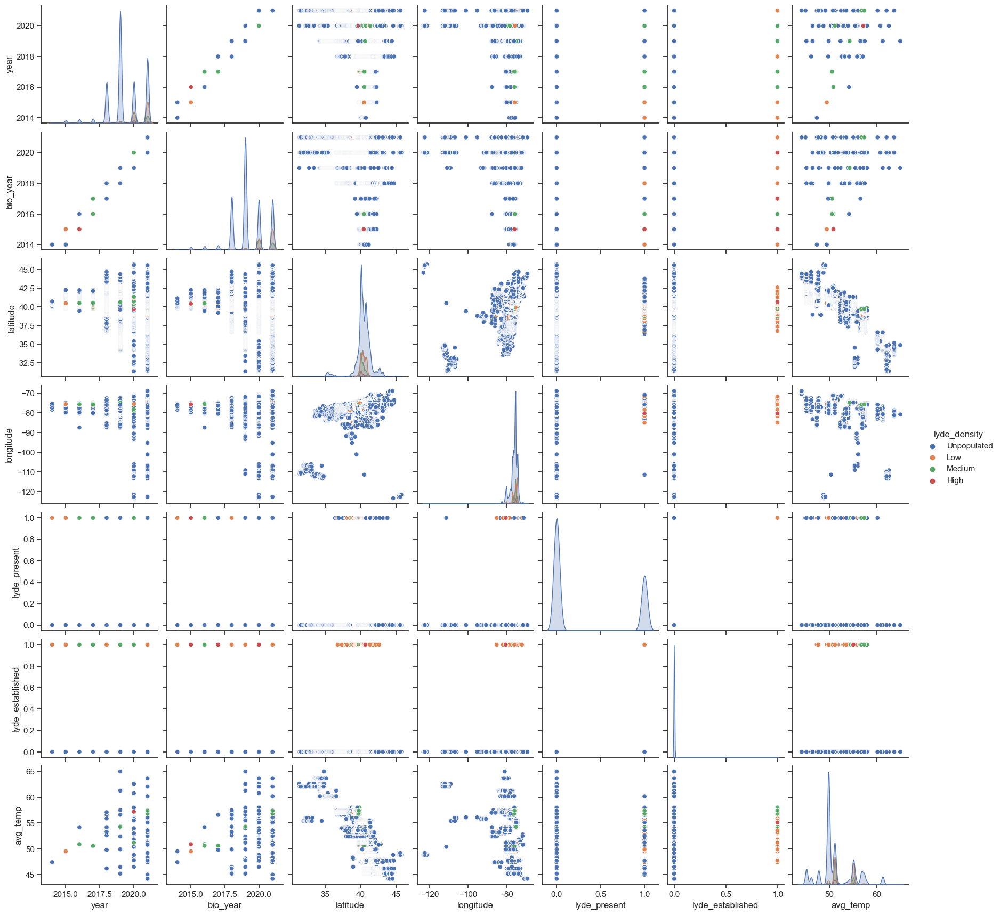 2020
2018
2016
2014
year
2020
2018
2016
2014
bio_year
45.0
42.5
40.0
37.5
35.0
32.5
latitude
−70
−80
−90
−100
−110
−120
longitude
lyde_density
Unpopulated
Low
Medium
High
1.0
0.8
0.6
0.4
0.2
0.0
lyde_present
1.0
0.8
0.6
0.4
0.2
0.0
lyde_established
65
60
55
50
45
avg_temp
2015.0 2017.5 2020.0 2015.0 2017.5 2020.0 35 40 45 −120 −100 −80 0.0 0.5 1.0 0.0 0.5 1.0 50 60
year bio_year latitude longitude lyde_present lyde_established avg_temp